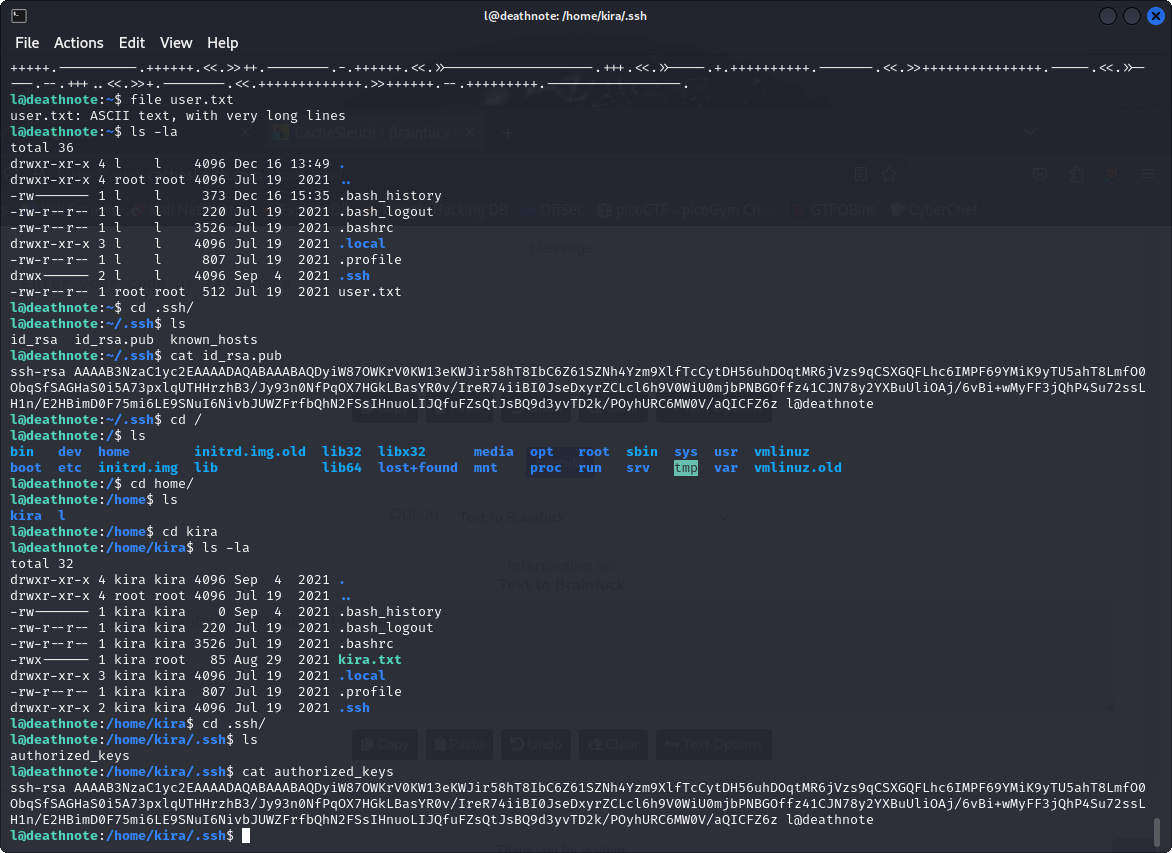 l@deathnote: /home/kira/.ssh
File Actions Edit View Help
l@deathnote:~$ file user.txt
user.txt: ASCII text, with very long lines
l@deathnote:~$ ls -la
total 36
drwxr-xr-x 4 l    l    4096 Dec 16 13:49 .
drwxr-xr-x 4 root root 4096 Jul 19  2021 ..
-rw------- 1 l    l     373 Dec 16 15:35 .bash_history
-rw-r--r-- 1 l    l     220 Jul 19  2021 .bash_logout
-rw-r--r-- 1 l    l    3526 Jul 19  2021 .bashrc
drwxr-xr-x 3 l    l    4096 Jul 19  2021 .local
-rw-r--r-- 1 l    l     807 Jul 19  2021 .profile
drwx------ 2 l    l    4096 Sep  4  2021 .ssh
-rw-r--r-- 1 root root  512 Jul 19  2021 user.txt
l@deathnote:~$ cd .ssh/
l@deathnote:~/.ssh$ ls
id_rsa  id_rsa.pub  known_hosts
l@deathnote:~/.ssh$ cat id_rsa.pub
ssh-rsa AAAAB3NzaC1yc2EAAAADAQABAAABAQDyiW87OWKrV0KW13eKWJir58hT8IbC6Z61SZNh4Yzm9XlfTcCytDH56uhDOqtMR6jVzs9qCSXGQFLhc6IMPF69YMiK9yTU5ahT8LmfO0
ObqSfSAGHaS0i5A73pxlqUTHHrzhB3/Jy93n0NfPqOX7HGkLBasYR0v/IreR74iiBI0JseDxyrZCLcl6h9V0WiU0mjbPNBGOffz41CJN78y2YXBuUliOAj/6vBi+wMyFF3jQhP4Su72ssL
H1n/E2HBimD0F75mi6LE9SNuI6NivbJUWZFrfbQhN2FSsIHnuoLIJQfuFZsQtJsBQ9d3yvTD2k/POyhURC6MW0V/aQICFZ6z l@deathnote
l@deathnote:~/.ssh$ cd /
l@deathnote:/$ ls
bin   dev  home        initrd.img.old  lib32  libx32      media  opt   root  sbin  sys  usr  vmlinuz
boot  etc  initrd.img  lib             lib64  lost+found  mnt    proc  run   srv   tmp  var  vmlinuz.old
l@deathnote:/$ cd home/
l@deathnote:/home$ ls
kira  l
l@deathnote:/home$ cd kira
l@deathnote:/home/kira$ ls -la
total 32
drwxr-xr-x 4 kira kira 4096 Sep  4  2021 .
drwxr-xr-x 4 root root 4096 Jul 19  2021 ..
-rw------- 1 kira kira    0 Sep  4  2021 .bash_history
-rw-r--r-- 1 kira kira  220 Jul 19  2021 .bash_logout
-rw-r--r-- 1 kira kira 3526 Jul 19  2021 .bashrc
-rwx------ 1 kira root   85 Aug 29  2021 kira.txt
drwxr-xr-x 3 kira kira 4096 Jul 19  2021 .local
-rw-r--r-- 1 kira kira  807 Jul 19  2021 .profile
drwxr-xr-x 2 kira kira 4096 Jul 19  2021 .ssh
l@deathnote:/home/kira$ cd .ssh/
l@deathnote:/home/kira/.ssh$ ls
authorized_keys
l@deathnote:/home/kira/.ssh$ cat authorized_keys
ssh-rsa AAAAB3NzaC1yc2EAAAADAQABAAABAQDyiW87OWKrV0KW13eKWJir58hT8IbC6Z61SZNh4Yzm9XlfTcCytDH56uhDOqtMR6jVzs9qCSXGQFLhc6IMPF69YMiK9yTU5ahT8LmfO0
ObqSfSAGHaS0i5A73pxlqUTHHrzhB3/Jy93n0NfPqOX7HGkLBasYR0v/IreR74iiBI0JseDxyrZCLcl6h9V0WiU0mjbPNBGOffz41CJN78y2YXBuUliOAj/6vBi+wMyFF3jQhP4Su72ssL
H1n/E2HBimD0F75mi6LE9SNuI6NivbJUWZFrfbQhN2FSsIHnuoLIJQfuFZsQtJsBQ9d3yvTD2k/POyhURC6MW0V/aQICFZ6z l@deathnote
l@deathnote:/home/kira/.ssh$